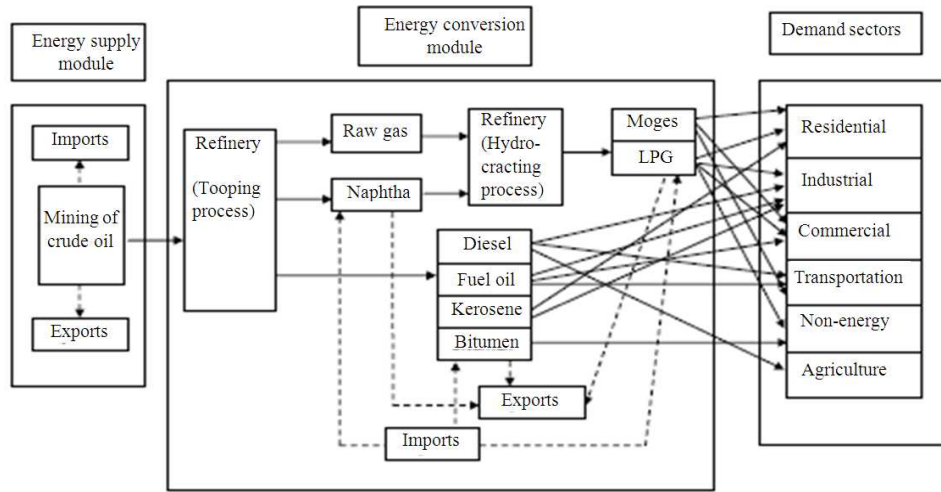 Energy supply
module
Energy conversion
module
Demand sectors
Imports
Mining of
crude oil
Exports
Refinery
(Tooping
process)
Raw gas
Naphtha
Refinery
(Hydro-
cracting
process)
Moges
LPG
Diesel
Fuel oil
Kerosene
Bitumen
Exports
Imports
Residential
Industrial
Commercial
Transportation
Non-energy
Agriculture